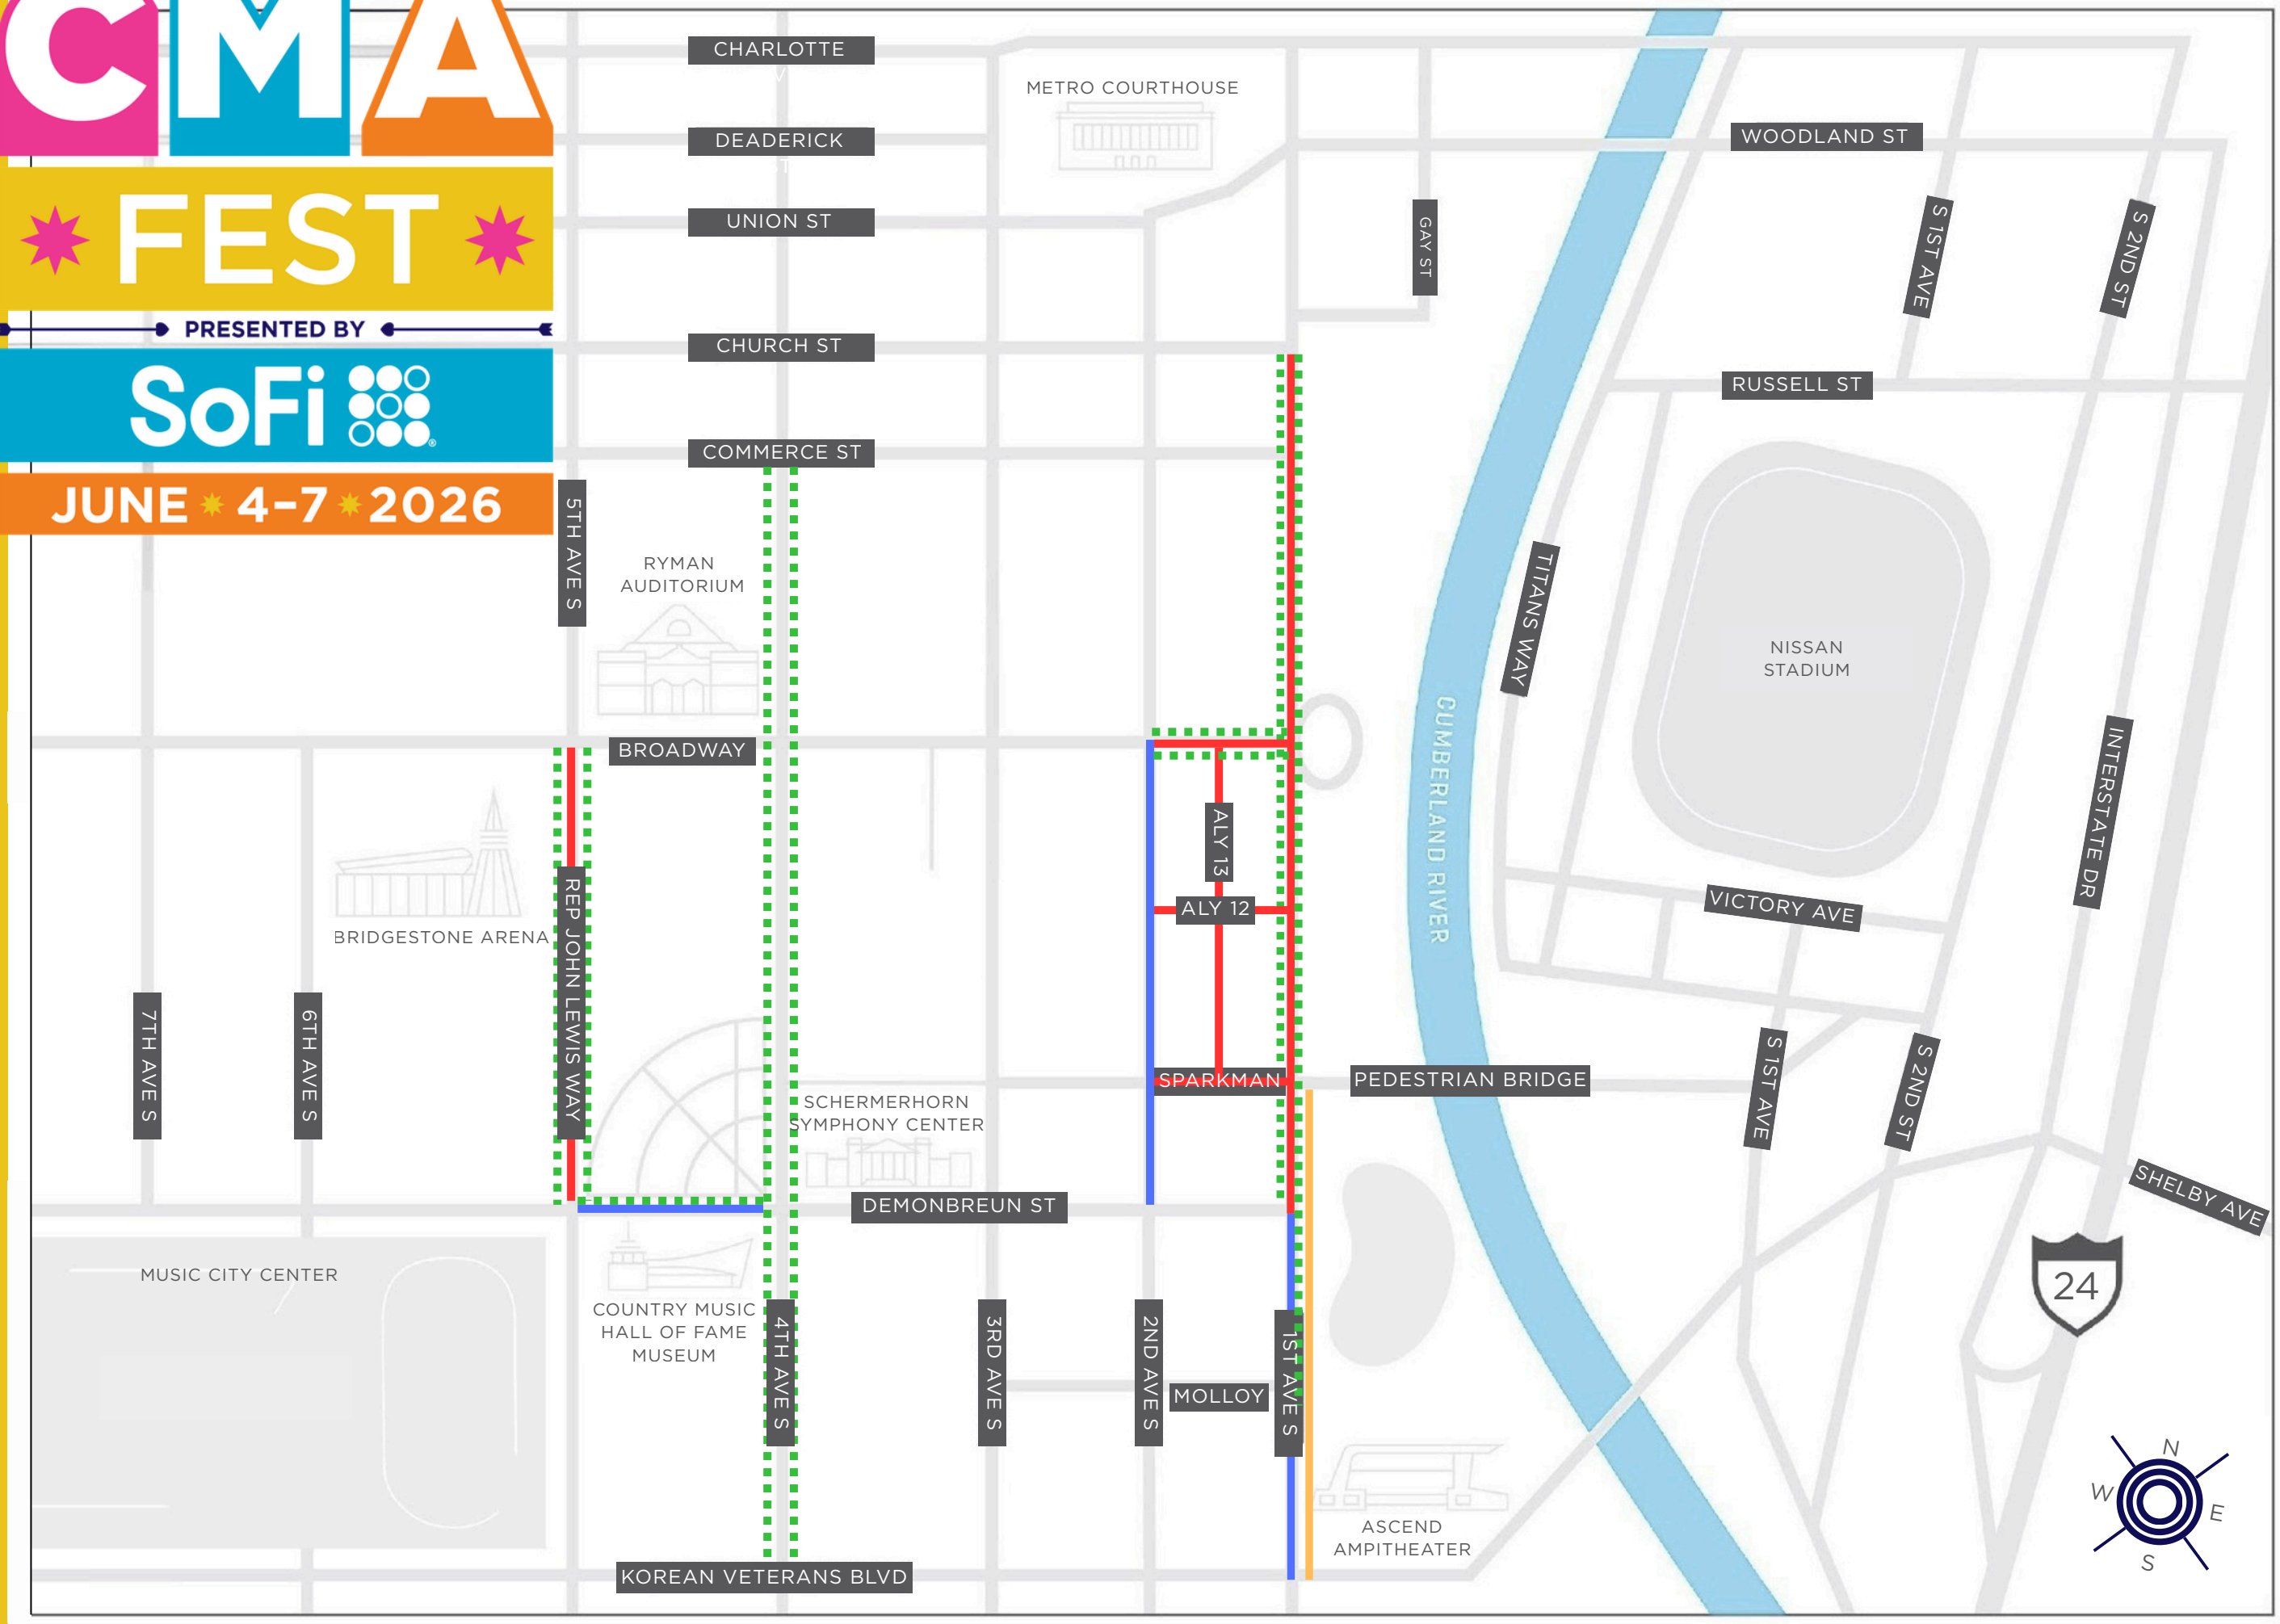 CMA
FEST
PRESENTED BY
SoFi
JUNE 4-7 2026
CHARLOTTE
DEADERICK
UNION ST
CHURCH ST
COMMERCE ST
METRO COURTHOUSE
GAY ST
WOODLAND ST
S 1ST AVE
S 2ND ST
RUSSELL ST
5TH AVE S
RYMAN
AUDITORIUM
TITANS WAY
NISSAN
STADIUM
CUMBERLAND RIVER
INTERSTATE DR
BROADWAY
BRIDGESTONE ARENA
REP JOHN LEWIS WAY
ALY 13
ALY 12
VICTORY AVE
7TH AVE S
6TH AVE S
SPARKMAN
PEDESTRIAN BRIDGE
SCHERMERHORN
SYMPHONY CENTER
S 1ST AVE
S 2ND ST
SHELBY AVE
DEMONBREUN ST
MUSIC CITY CENTER
COUNTRY MUSIC
HALL OF FAME
MUSEUM
4TH AVE S
3RD AVE S
2ND AVE S
MOLLOY
1ST AVE S
24
ASCEND
AMPITHEATER
KOREAN VETERANS BLVD
N
W
E
S